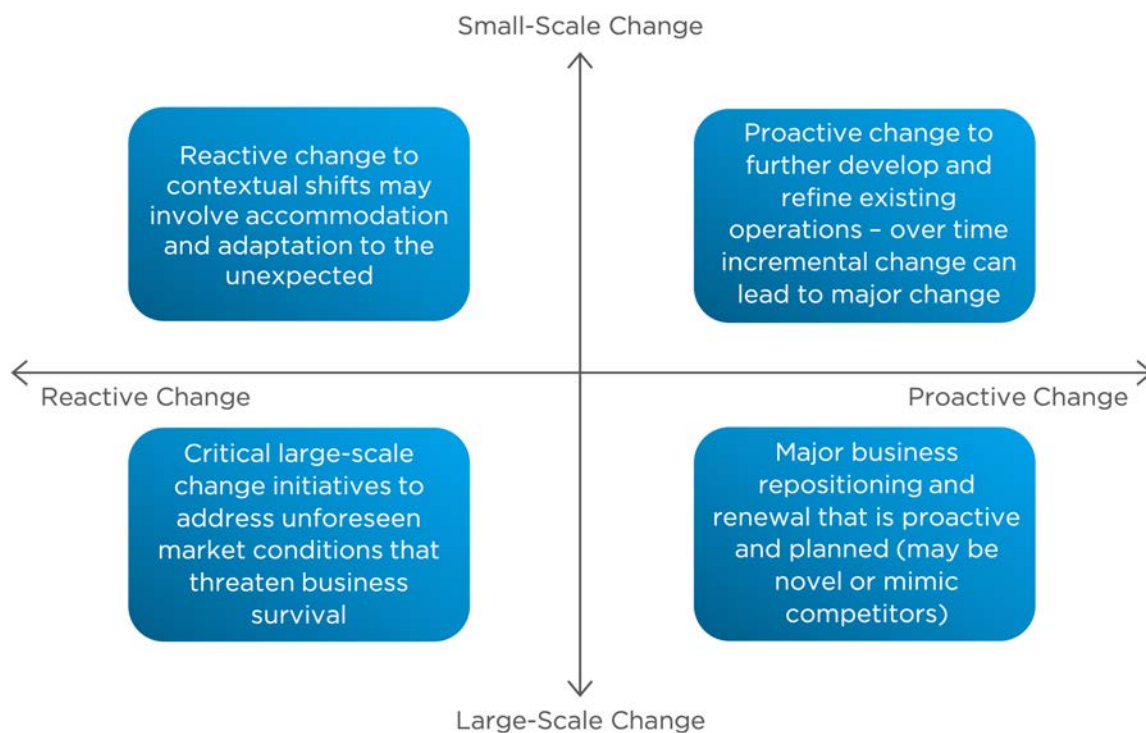 Small-Scale Change
Reactive change to
contextual shifts may
involve accommodation
and adaptation to the
unexpected
Proactive change to
further develop and
refine existing
operations – over time
incremental change can
lead to major change
Reactive Change
Proactive Change
Critical large-scale
change initiatives to
address unforeseen
market conditions that
threaten business
survival
Major business
repositioning and
renewal that is proactive
and planned (may be
novel or mimic
competitors)
Large-Scale Change